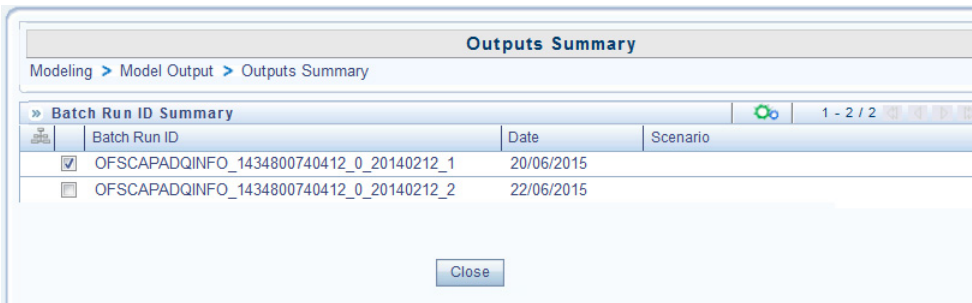 Outputs Summary
Modeling > Model Output > Outputs Summary
» Batch Run ID Summary 1 - 2 / 2
Batch Run ID Date Scenario
OFSCAPADQINFO_1434800740412_0_20140212_1 20/06/2015
OFSCAPADQINFO_1434800740412_0_20140212_2 22/06/2015
Close